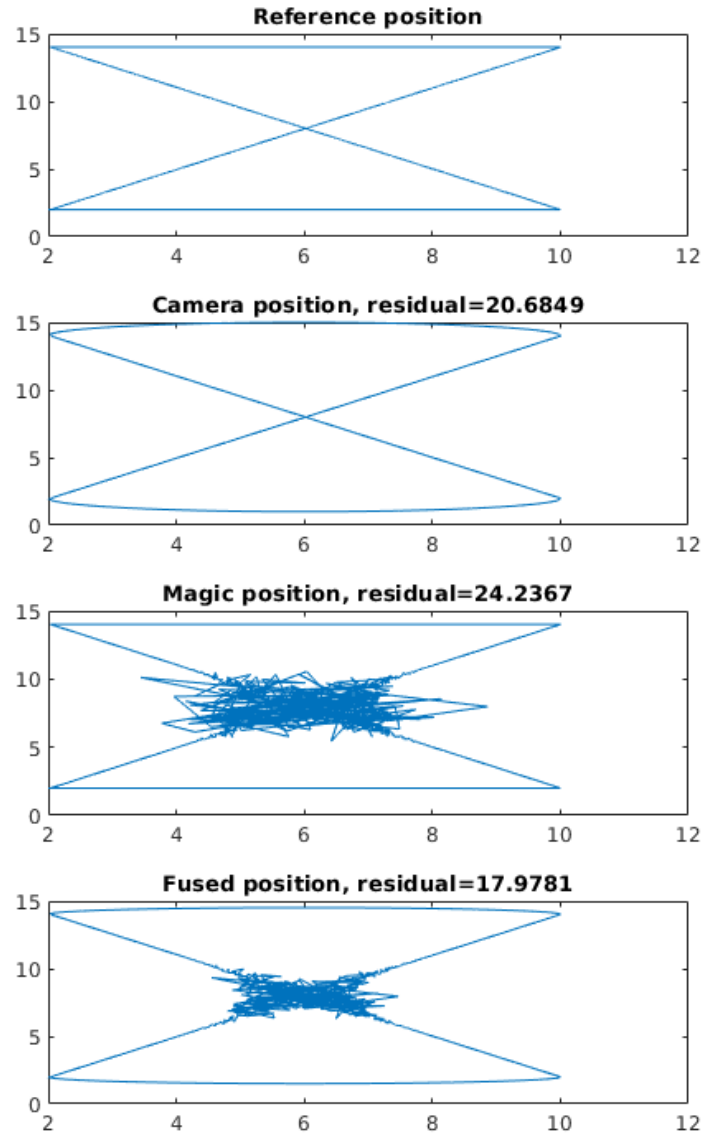 Reference position
15
10
5
0
2 4 6 8 10 12
Camera position, residual=20.6849
15
10
5
0
2 4 6 8 10 12
Magic position, residual=24.2367
15
10
5
0
2 4 6 8 10 12
Fused position, residual=17.9781
15
10
5
0
2 4 6 8 10 12